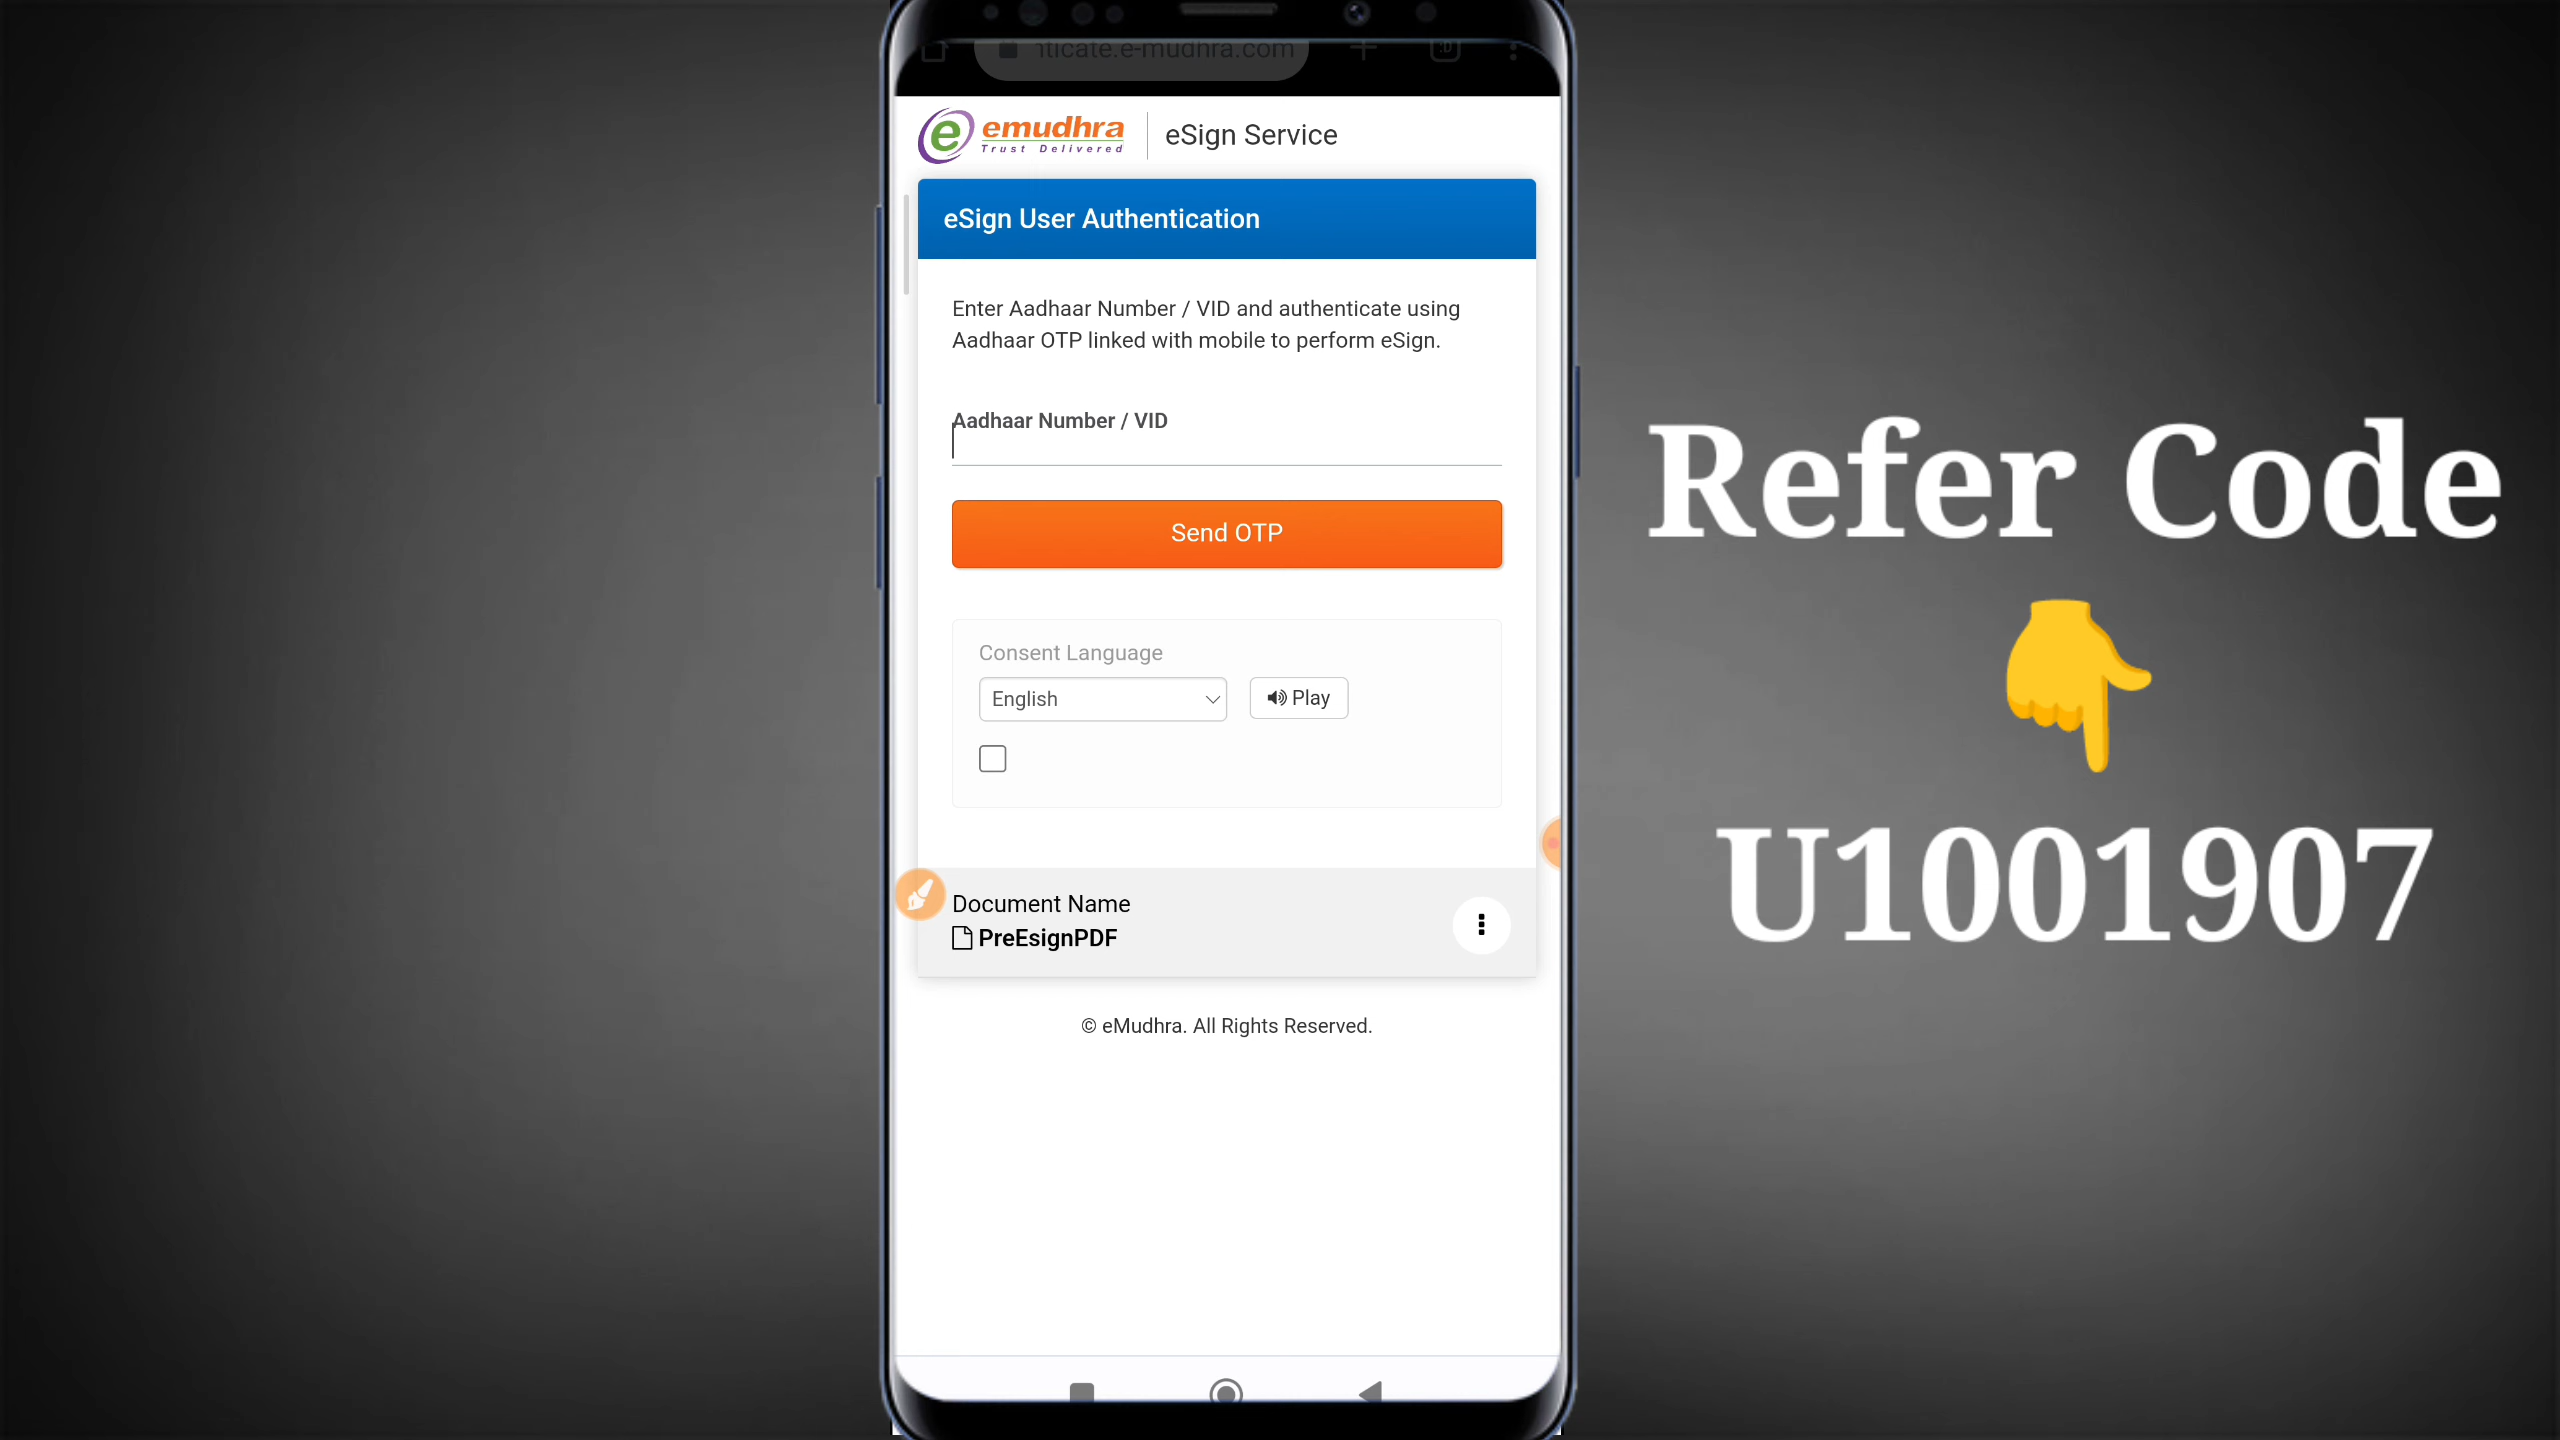 nticate.e-mudhra.com
:D
emudhra
Trust Delivered
eSign Service
eSign User Authentication
Enter Aadhaar Number / VID and authenticate using
Aadhaar OTP linked with mobile to perform eSign.
Aadhaar Number / VID
Send OTP
Consent Language
English
Play
Document Name
PreEsignPDF
© eMudhra. All Rights Reserved.
Refer Code
U1001907